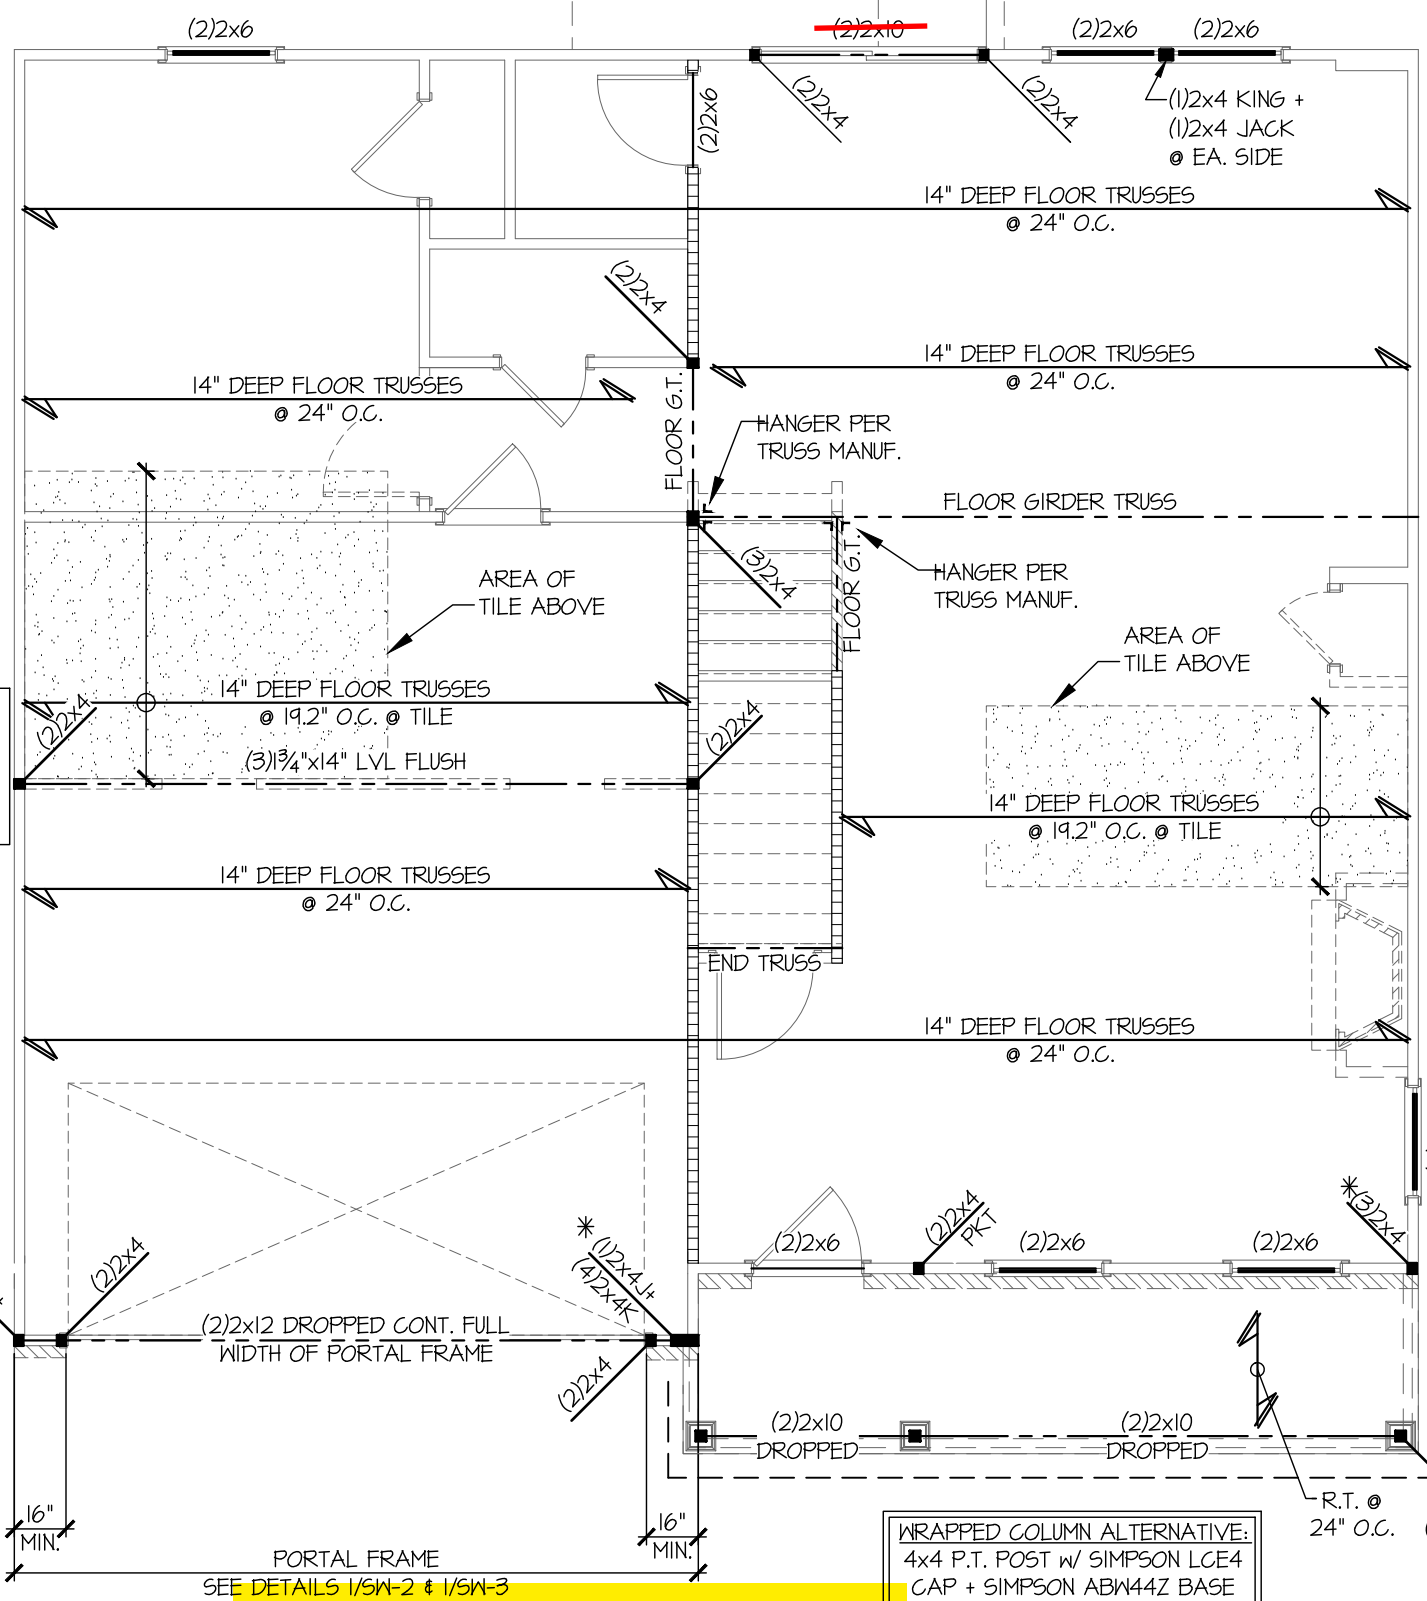 (2)2x6
(2)2x10
(2)2x6
(2)2x6
(2)2x4
(2)2x4
(2)2x6
(1)2x4 KING +
(1)2x4 JACK
@ EA. SIDE
14" DEEP FLOOR TRUSSES
@ 24" O.C.
(2)2x4
14" DEEP FLOOR TRUSSES
@ 24" O.C.
14" DEEP FLOOR TRUSSES
@ 24" O.C.
FLOOR G.T.
HANGER PER
TRUSS MANUF.
FLOOR GIRDER TRUSS
(3)2x4
FLOOR G.T.
HANGER PER
TRUSS MANUF.
AREA OF
TILE ABOVE
AREA OF
TILE ABOVE
14" DEEP FLOOR TRUSSES
@ 19.2" O.C. @ TILE
(2)2x4
(2)2x4
(3)1¾"x14" LVL FLUSH
14" DEEP FLOOR TRUSSES
@ 19.2" O.C. @ TILE
14" DEEP FLOOR TRUSSES
@ 24" O.C.
END TRUSS
14" DEEP FLOOR TRUSSES
@ 24" O.C.
(2)2x4
*
(1)2x4J+
(4)2x4K
(2)2x6
(2)2x4
PKT
(2)2x6
(2)2x6
*(3)2x4
(2)2x12 DROPPED CONT. FULL
WIDTH OF PORTAL FRAME
(2)2x4
(2)2x10
DROPPED
(2)2x10
DROPPED
R.T. @
24" O.C.
16"
MIN.
16"
MIN.
PORTAL FRAME
SEE DETAILS 1/SW-2 & 1/SW-3
WRAPPED COLUMN ALTERNATIVE:
4x4 P.T. POST W/ SIMPSON LCE4
CAP + SIMPSON ABW44Z BASE